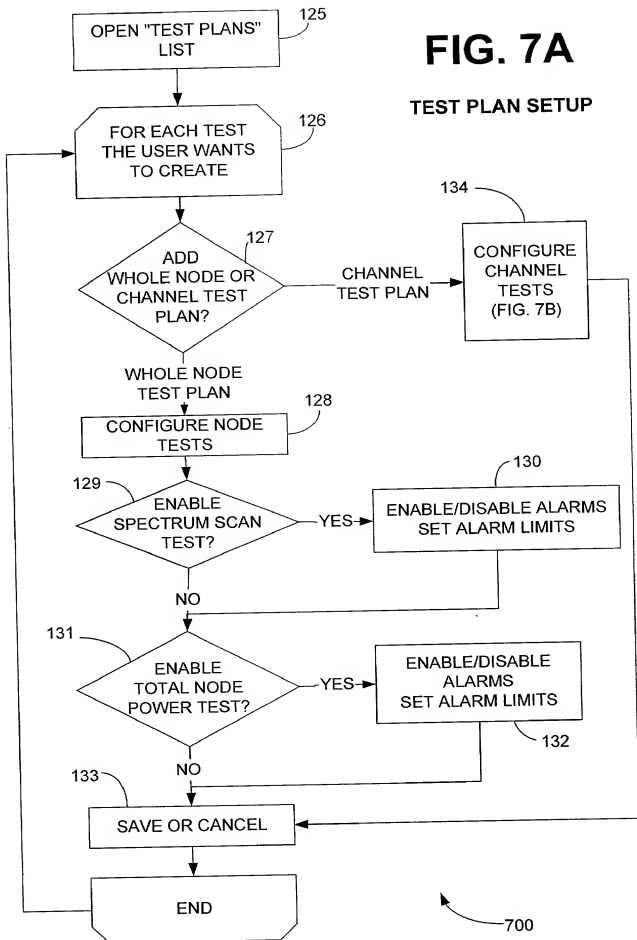 OPEN "TEST PLANS"
LIST
125
FIG. 7A
TEST PLAN SETUP
FOR EACH TEST
THE USER WANTS
TO CREATE
126
ADD
WHOLE NODE OR
CHANNEL TEST
PLAN?
127
CHANNEL
TEST PLAN
134
CONFIGURE
CHANNEL
TESTS
(FIG. 7B)
WHOLE NODE
TEST PLAN
128
CONFIGURE NODE
TESTS
129
ENABLE
SPECTRUM SCAN
TEST?
YES
130
ENABLE/DISABLE ALARMS
SET ALARM LIMITS
NO
131
ENABLE
TOTAL NODE
POWER TEST?
YES
ENABLE/DISABLE
ALARMS
SET ALARM LIMITS
132
NO
133
SAVE OR CANCEL
END
700